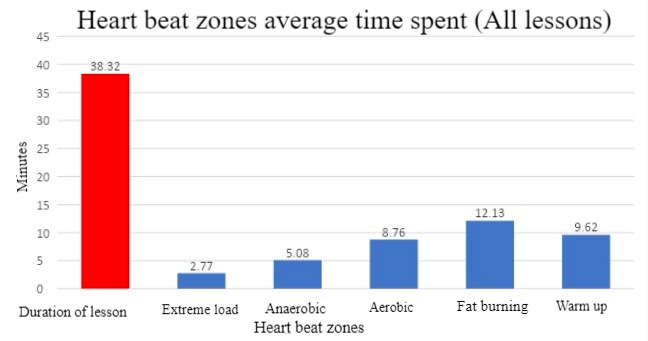 Heart beat zones average time spent (All lessons)
45
40
35
30
25
20
15
10
5
0
Minutes
38.32
2.77
5.08
8.76
12.13
9.62
Duration of lesson
Extreme load
Anaerobic
Aerobic
Fat burning
Warm up
Heart beat zones